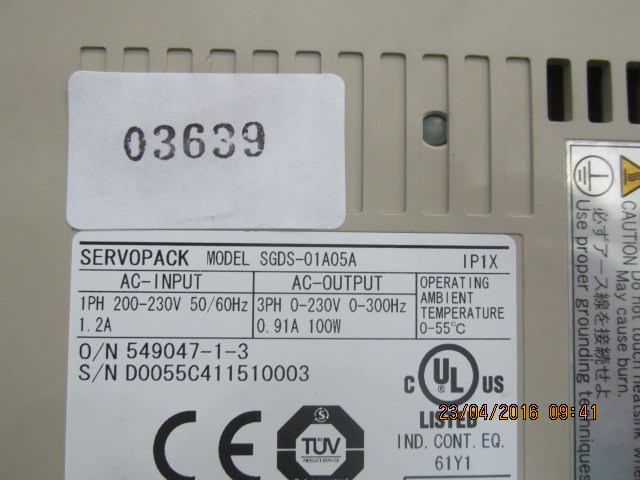 03639
SERVOPACK MODEL SGDS-01A05A IP1X
AC-INPUT AC-OUTPUT OPERATING AMBIENT TEMPERATURE 0-55℃
1PH 200-230V 50/60Hz 3PH 0-230V 0-300Hz
1.2A 0.91A 100W
O/N 549047-1-3
S/N D0055C411510003
C UL US
LISTED
IND. CONT. EQ.
61Y1
CE
TÜV
PRODUCT SERVICE
CAUTION
May cause burn.
必ずアース線を接続せよ
Use proper grounding techniques
23/04/2016 09:41